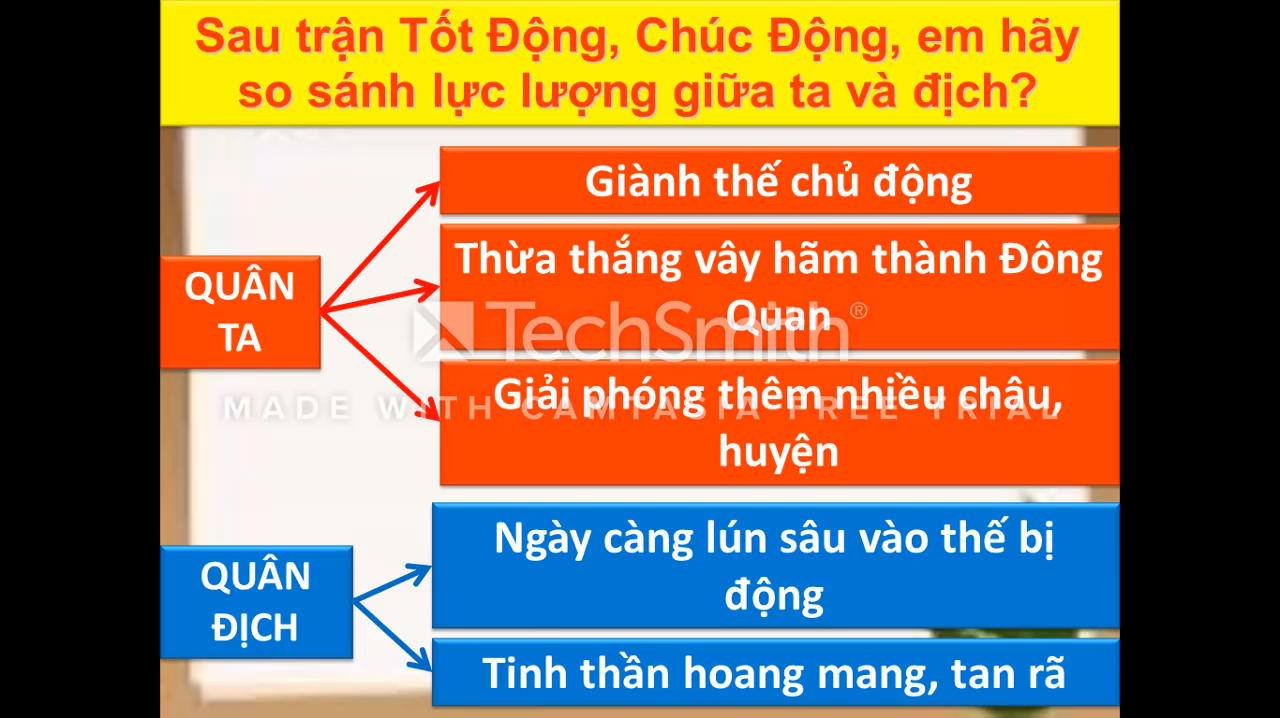 Sau trận Tốt Động, Chúc Động, em hãy
so sánh lực lượng giữa ta và địch?
Giành thế chủ động
Thừa thắng vây hãm thành Đông
Quan
Giải phóng thêm nhiều châu,
huyện
QUÂN
TA
TechSmith®
MADE WITH CAMTASIA FREE TRIAL
Ngày càng lún sâu vào thế bị
động
Tinh thần hoang mang, tan rã
QUÂN
ĐỊCH